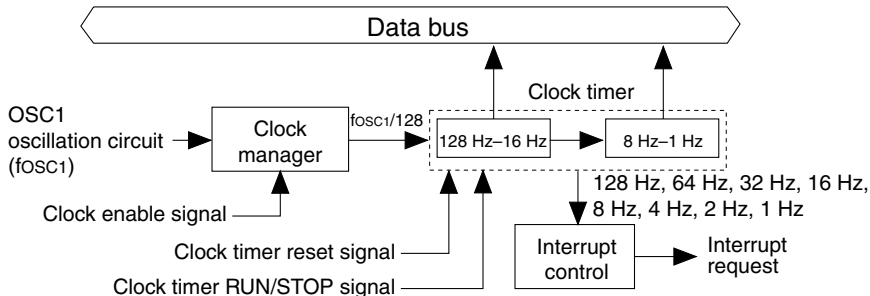 Data bus
Clock timer
OSC1
oscillation circuit
(fOSC1)
Clock
manager
fOSC1/128
128 Hz–16 Hz
8 Hz–1 Hz
128 Hz, 64 Hz, 32 Hz, 16 Hz,
8 Hz, 4 Hz, 2 Hz, 1 Hz
Clock enable signal
Clock timer reset signal
Clock timer RUN/STOP signal
Interrupt
control
Interrupt
request